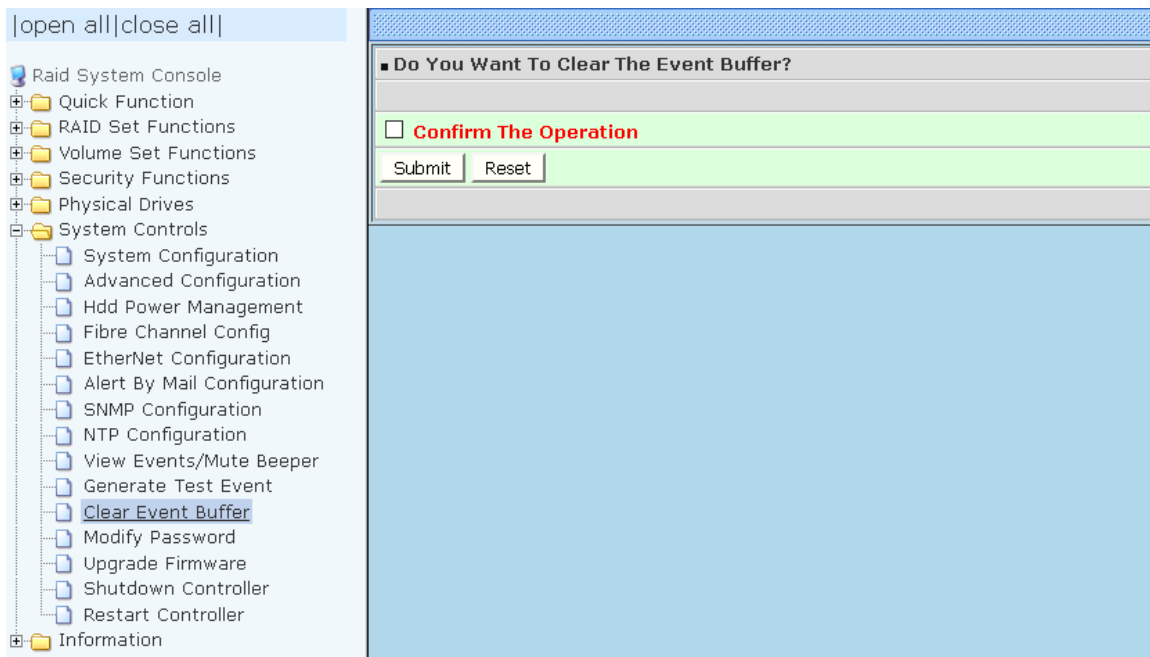 |open all|close all|
Raid System Console
Quick Function
RAID Set Functions
Volume Set Functions
Security Functions
Physical Drives
System Controls
System Configuration
Advanced Configuration
Hdd Power Management
Fibre Channel Config
EtherNet Configuration
Alert By Mail Configuration
SNMP Configuration
NTP Configuration
View Events/Mute Beeper
Generate Test Event
Clear Event Buffer
Modify Password
Upgrade Firmware
Shutdown Controller
Restart Controller
Information
Do You Want To Clear The Event Buffer?
Confirm The Operation
Submit Reset